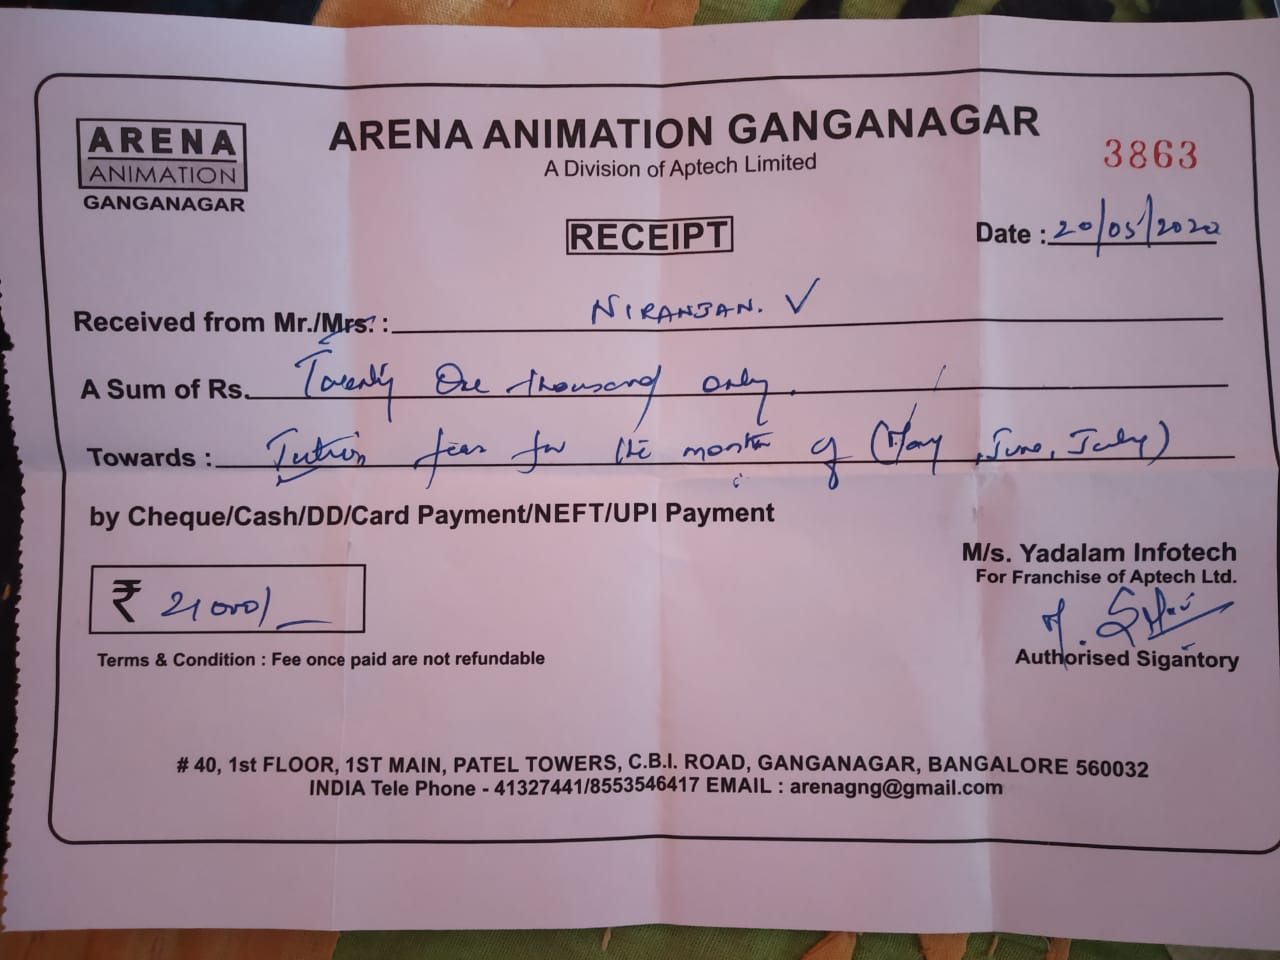 ARENA
ANIMATION
GANGANAGAR
ARENA ANIMATION GANGANAGAR
A Division of Aptech Limited
3863
RECEIPT
Date : 20/05/2020
Received from Mr./Mrs. : NIRANJAN. V
A Sum of Rs. Twenty One thousand only.
Towards : Tution fees for the month of (May, June, July)
by Cheque/Cash/DD/Card Payment/NEFT/UPI Payment
₹ 21000/_
Terms & Condition : Fee once paid are not refundable
M/s. Yadalam Infotech
For Franchise of Aptech Ltd.
Authorised Sigantory
# 40, 1st FLOOR, 1ST MAIN, PATEL TOWERS, C.B.I. ROAD, GANGANAGAR, BANGALORE 560032
INDIA Tele Phone - 41327441/8553546417 EMAIL : arenagng@gmail.com